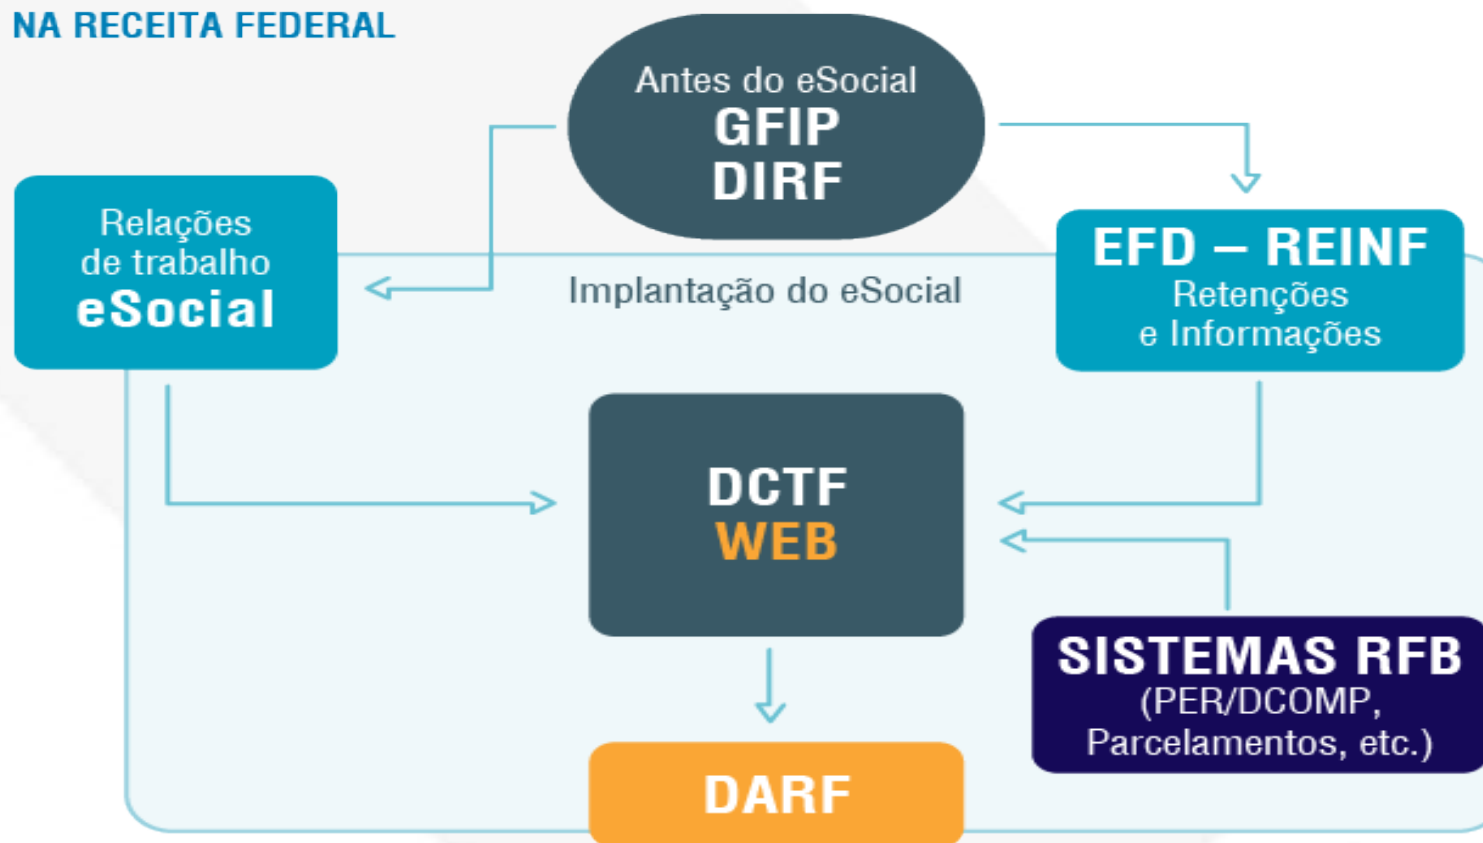 NA RECEITA FEDERAL
Antes do eSocial
GFIP
DIRF
Relações
de trabalho
eSocial
EFD – REINF
Retenções
e Informações
Implantação do eSocial
DCTF
WEB
SISTEMAS RFB
(PER/DCOMP,
Parcelamentos, etc.)
DARF